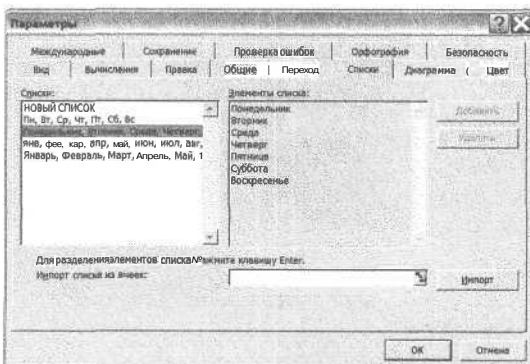 Параметры
Международные | Сохранение | Проверка ошибок | Орфография | Безопасность
Вид | Вычисления | Правка | Общие | Переход | Списки | Диаграмма ( Цвет
Списки:
НОВЫЙ СПИСОК
Пн, Вт, Ср, Чт, Пт, Сб, Вс
Понедельник, Вторник, Среда, Четверг,
янв, фее, кар, апр, май, июн, июл, авг,
Январь, Февраль, Март, Апрель, Май, 1
Элементы списка:
Понедельник
Вторник
Среда
Четверг
Пятница
Суббота
Воскресенье
Добавить
Удалить
Для разделения элементов списка нажмите клавишу Enter.
Импорт списка из ячеек:
Импорт
ОК
Отмена